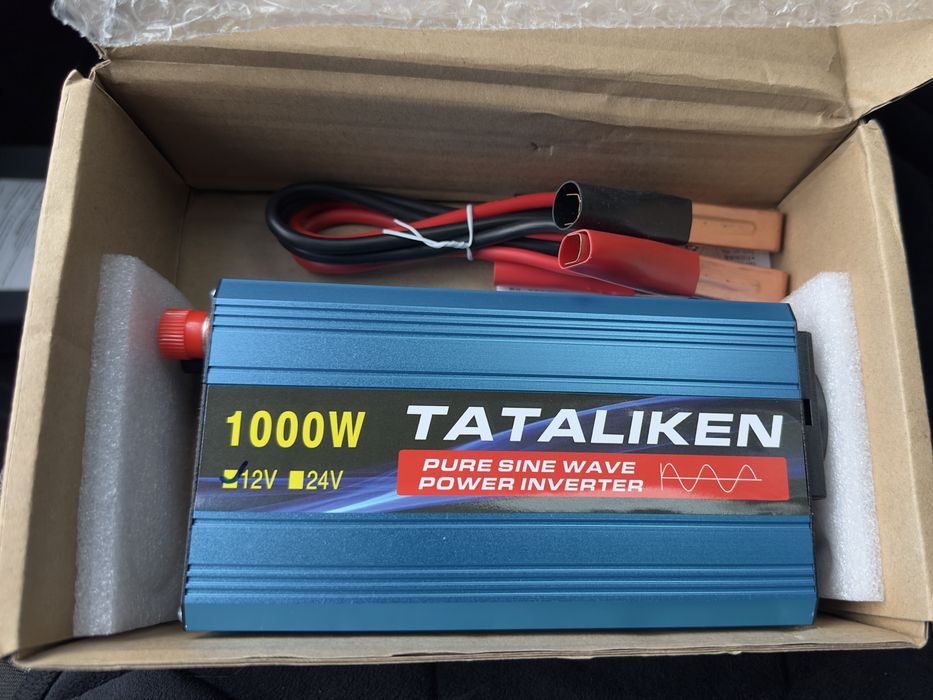 1000W
12V 24V
TATALIKEN
PURE SINE WAVE
POWER INVERTER